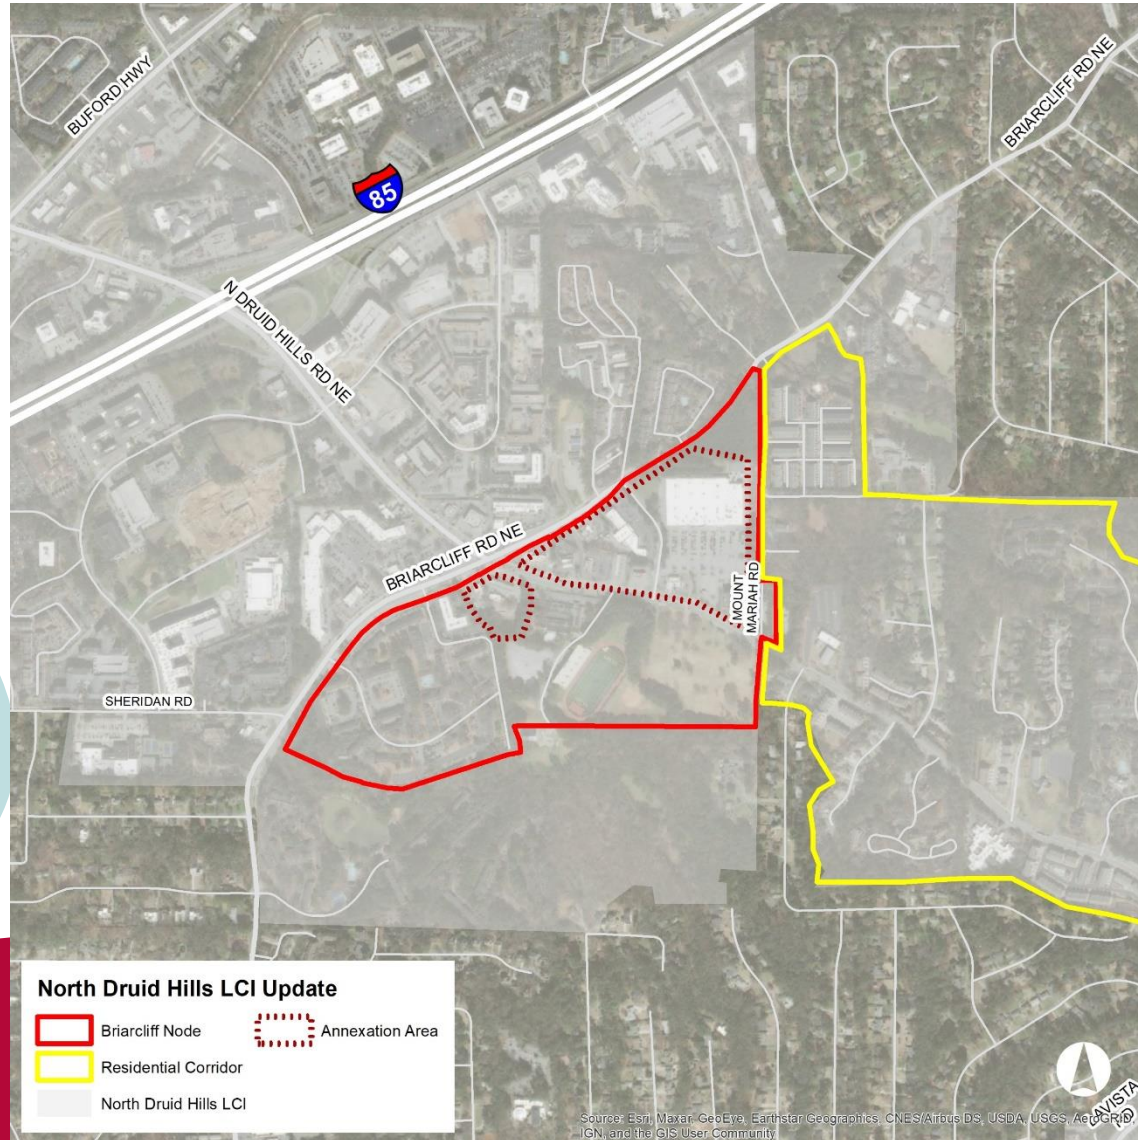 BUFORD HWY
BRIARCLIFF RD NE
85
N DRUID HILLS RD NE
BRIARCLIFF RD NE
MOUNT
MARIAH RD
SHERIDAN RD
North Druid Hills LCI Update
Briarcliff Node
Annexation Area
Residential Corridor
North Druid Hills LCI
LAVISTA
RD
Source: Esri, Maxar, GeoEye, Earthstar Geographics, CNES/Airbus DS, USDA, USGS, AeroGRID,
IGN, and the GIS User Community